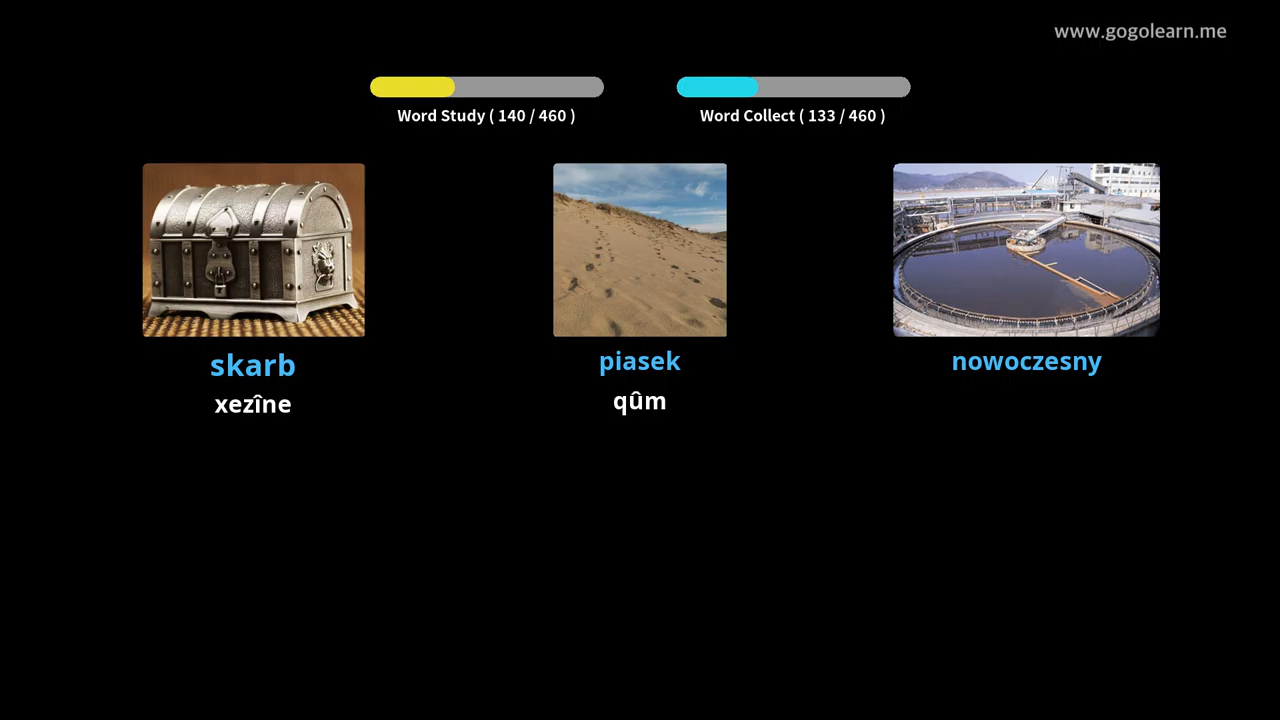 www.gogolearn.me
Word Study ( 140 / 460 )
Word Collect ( 133 / 460 )
skarb
xezîne
piasek
qûm
nowoczesny